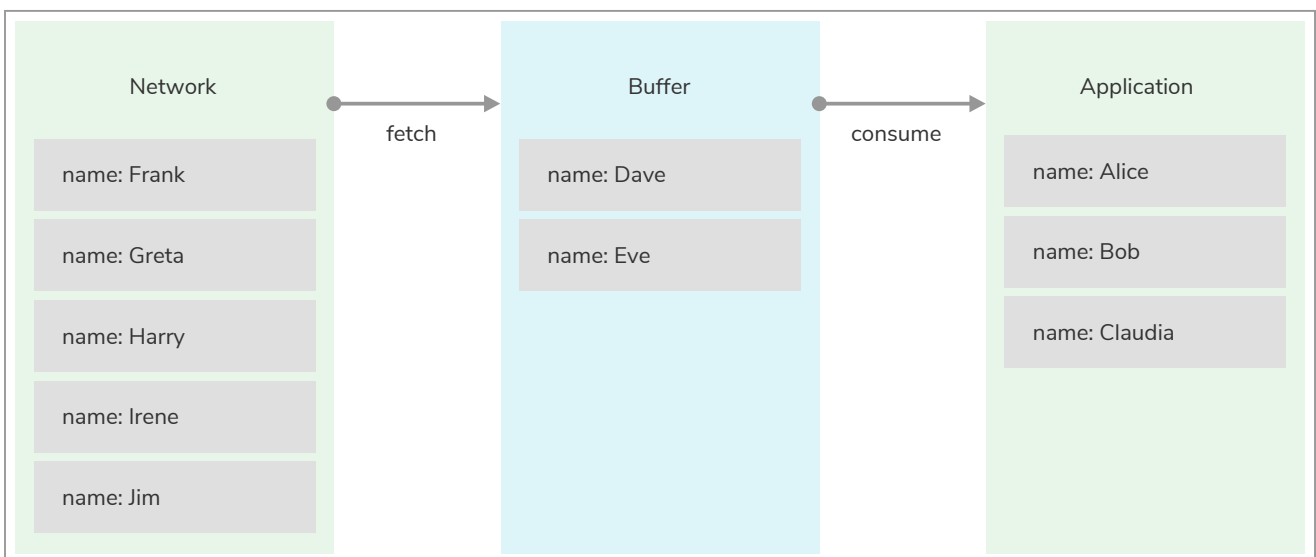 Network
fetch
Buffer
consume
Application
name: Frank
name: Greta
name: Harry
name: Irene
name: Jim
name: Dave
name: Eve
name: Alice
name: Bob
name: Claudia